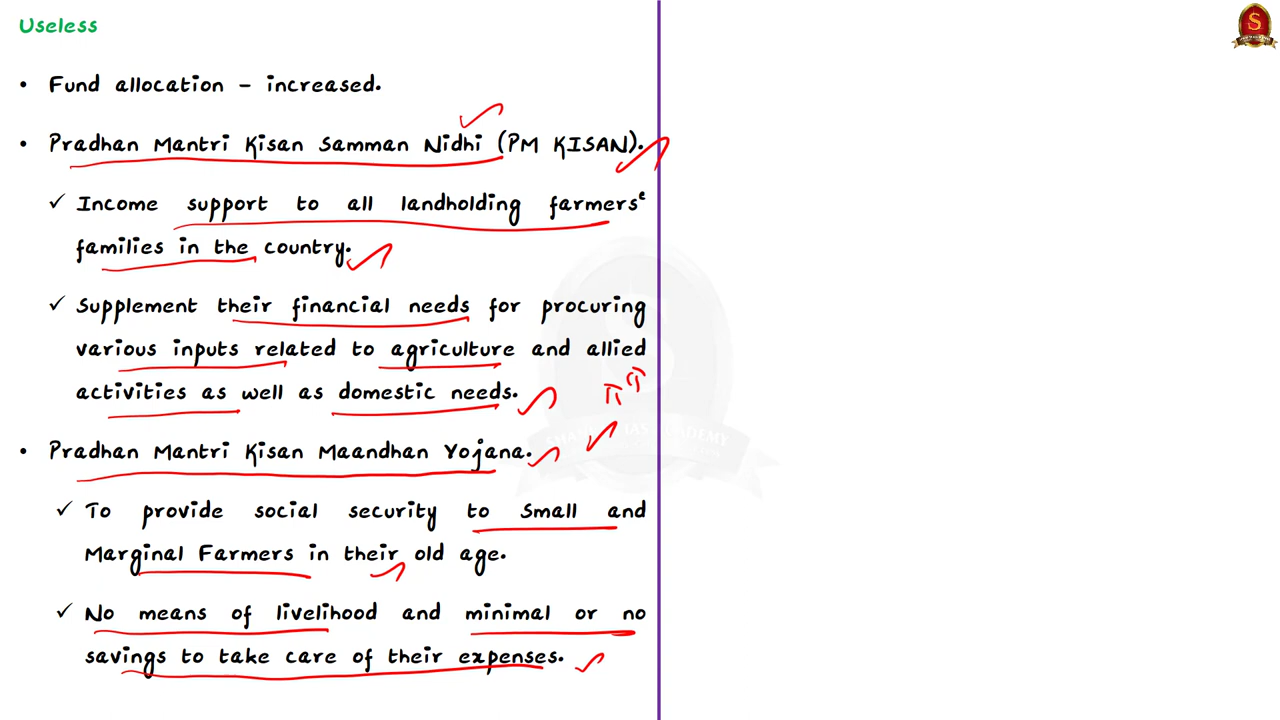 Useless
• Fund allocation – increased.
• Pradhan Mantri Kisan Samman Nidhi (PM KISAN).
✓ Income support to all landholding farmers'
families in the country.
✓ Supplement their financial needs for procuring
various inputs related to agriculture and allied
activities as well as domestic needs.
• Pradhan Mantri Kisan Maandhan Yojana.
✓ To provide social security to Small and
Marginal Farmers in their old age.
✓ No means of livelihood and minimal or no
savings to take care of their expenses.